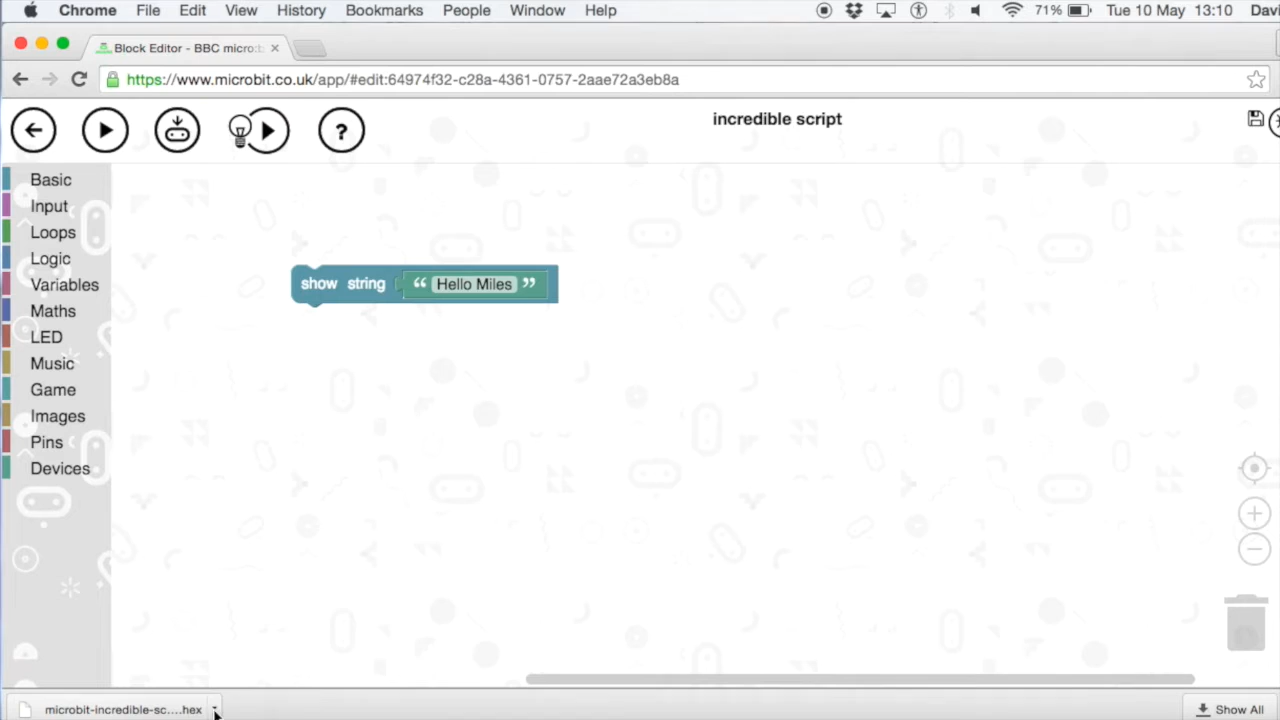 Chrome File Edit View History Bookmarks People Window Help 71% Tue 10 May 13:10 Davi
Block Editor - BBC micro:b
https://www.microbit.co.uk/app/#edit:64974f32-c28a-4361-0757-2aae72a3eb8a
? incredible script
Basic
Input
Loops
Logic
Variables
Maths
LED
Music
Game
Images
Pins
Devices
show string “ Hello Miles ”
microbit-incredible-sc....hex Show All